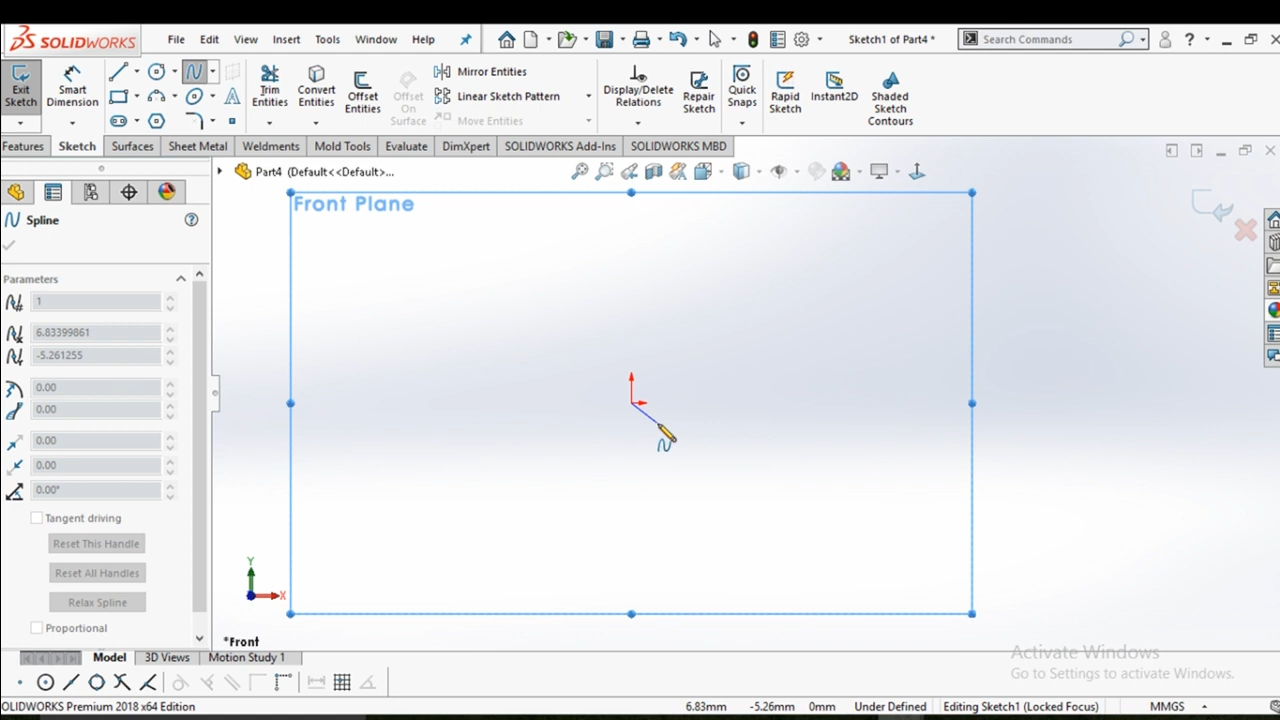 SOLIDWORKS File Edit View Insert Tools Window Help Sketch1 of Part4 * Search Commands ?
Exit Sketch
Smart Dimension
Trim Entities
Convert Entities
Offset Entities
Offset On Surface
Mirror Entities
Linear Sketch Pattern
Move Entities
Display/Delete Relations
Repair Sketch
Quick Snaps
Rapid Sketch
Instant2D
Shaded Sketch Contours
Features Sketch Surfaces Sheet Metal Weldments Mold Tools Evaluate DimXpert SOLIDWORKS Add-Ins SOLIDWORKS MBD
Part4 (Default<<Default>...
Front Plane
Spline
Parameters
1
6.83399861
-5.261255
0.00
0.00
0.00
0.00
0.00°
Tangent driving
Reset This Handle
Reset All Handles
Relax Spline
Proportional
Y
X
*Front
Model 3D Views Motion Study 1
Activate Windows
Go to Settings to activate Windows.
OLIDWORKS Premium 2018 x64 Edition 6.83mm -5.26mm 0mm Under Defined Editing Sketch1 (Locked Focus) MMGS